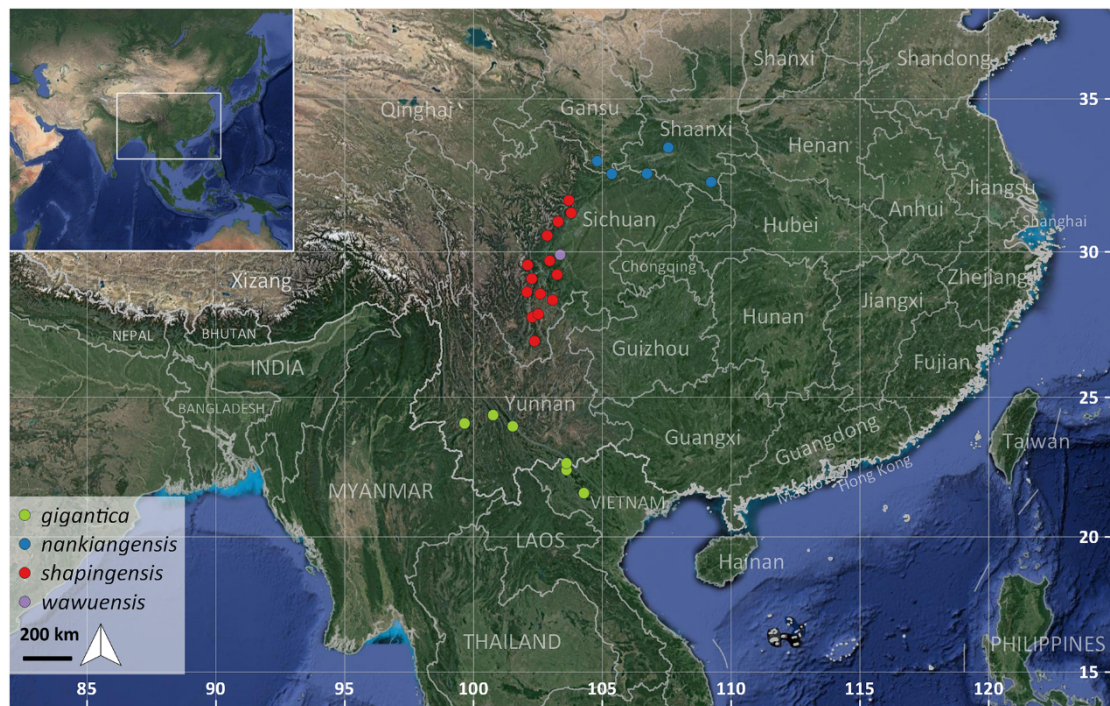 Shanxi
Shandong
Qinghai
Gansu
35
Shaanxi
Henan
Jiangsu
Sichuan
Anhui
Hubei
Shanghai
30
Chongqing
Xizang
Zhejiang
Jiangxi
Hunan
NEPAL
BHUTAN
Guizhou
Fujian
INDIA
25
Yunnan
BANGLADESH
Guangxi
Guangdong
Taiwan
Macao
Hong Kong
MYANMAR
VIETNAM
gigantica
nankiangensis
LAOS
20
Hainan
shapingensis
wawuensis
200 km
THAILAND
PHILIPPINES
15
85
90
95
100
105
110
115
120